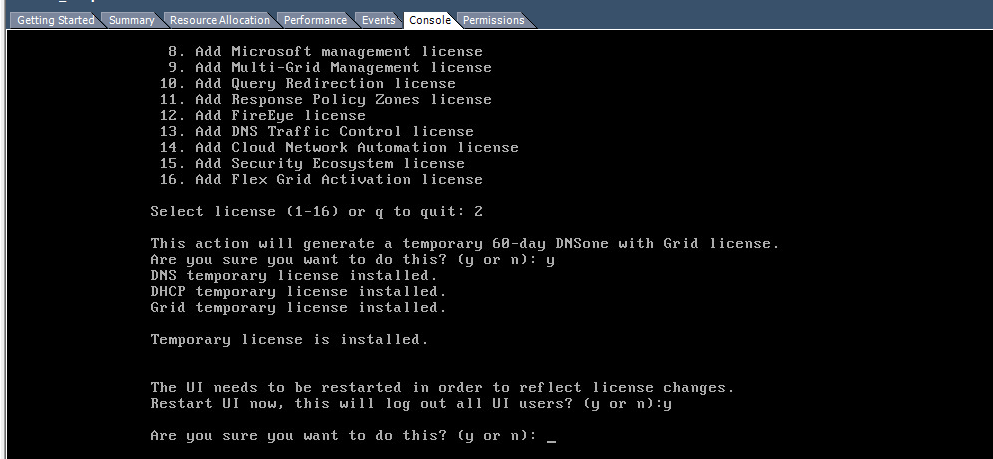 Getting Started Summary Resource Allocation Performance Events Console Permissions
8. Add Microsoft management license
9. Add Multi-Grid Management license
10. Add Query Redirection license
11. Add Response Policy Zones license
12. Add FireEye license
13. Add DNS Traffic Control license
14. Add Cloud Network Automation license
15. Add Security Ecosystem license
16. Add Flex Grid Activation license
Select license (1-16) or q to quit: 2
This action will generate a temporary 60-day DNSone with Grid license.
Are you sure you want to do this? (y or n): y
DNS temporary license installed.
DHCP temporary license installed.
Grid temporary license installed.
Temporary license is installed.
The UI needs to be restarted in order to reflect license changes.
Restart UI now, this will log out all UI users? (y or n):y
Are you sure you want to do this? (y or n): _